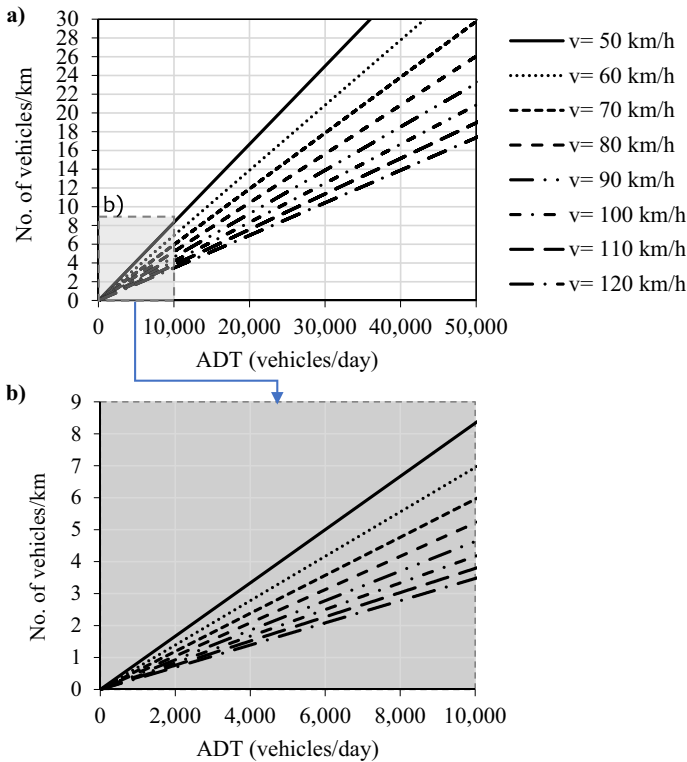 a)
No. of vehicles/km
30
28
26
24
22
20
18
16
14
12
10
8
6
4
2
0
b)
0 10,000 20,000 30,000 40,000 50,000
ADT (vehicles/day)
v= 50 km/h
v= 60 km/h
v= 70 km/h
v= 80 km/h
v= 90 km/h
v= 100 km/h
v= 110 km/h
v= 120 km/h
b)
No. of vehicles/km
9
8
7
6
5
4
3
2
1
0
0 2,000 4,000 6,000 8,000 10,000
ADT (vehicles/day)